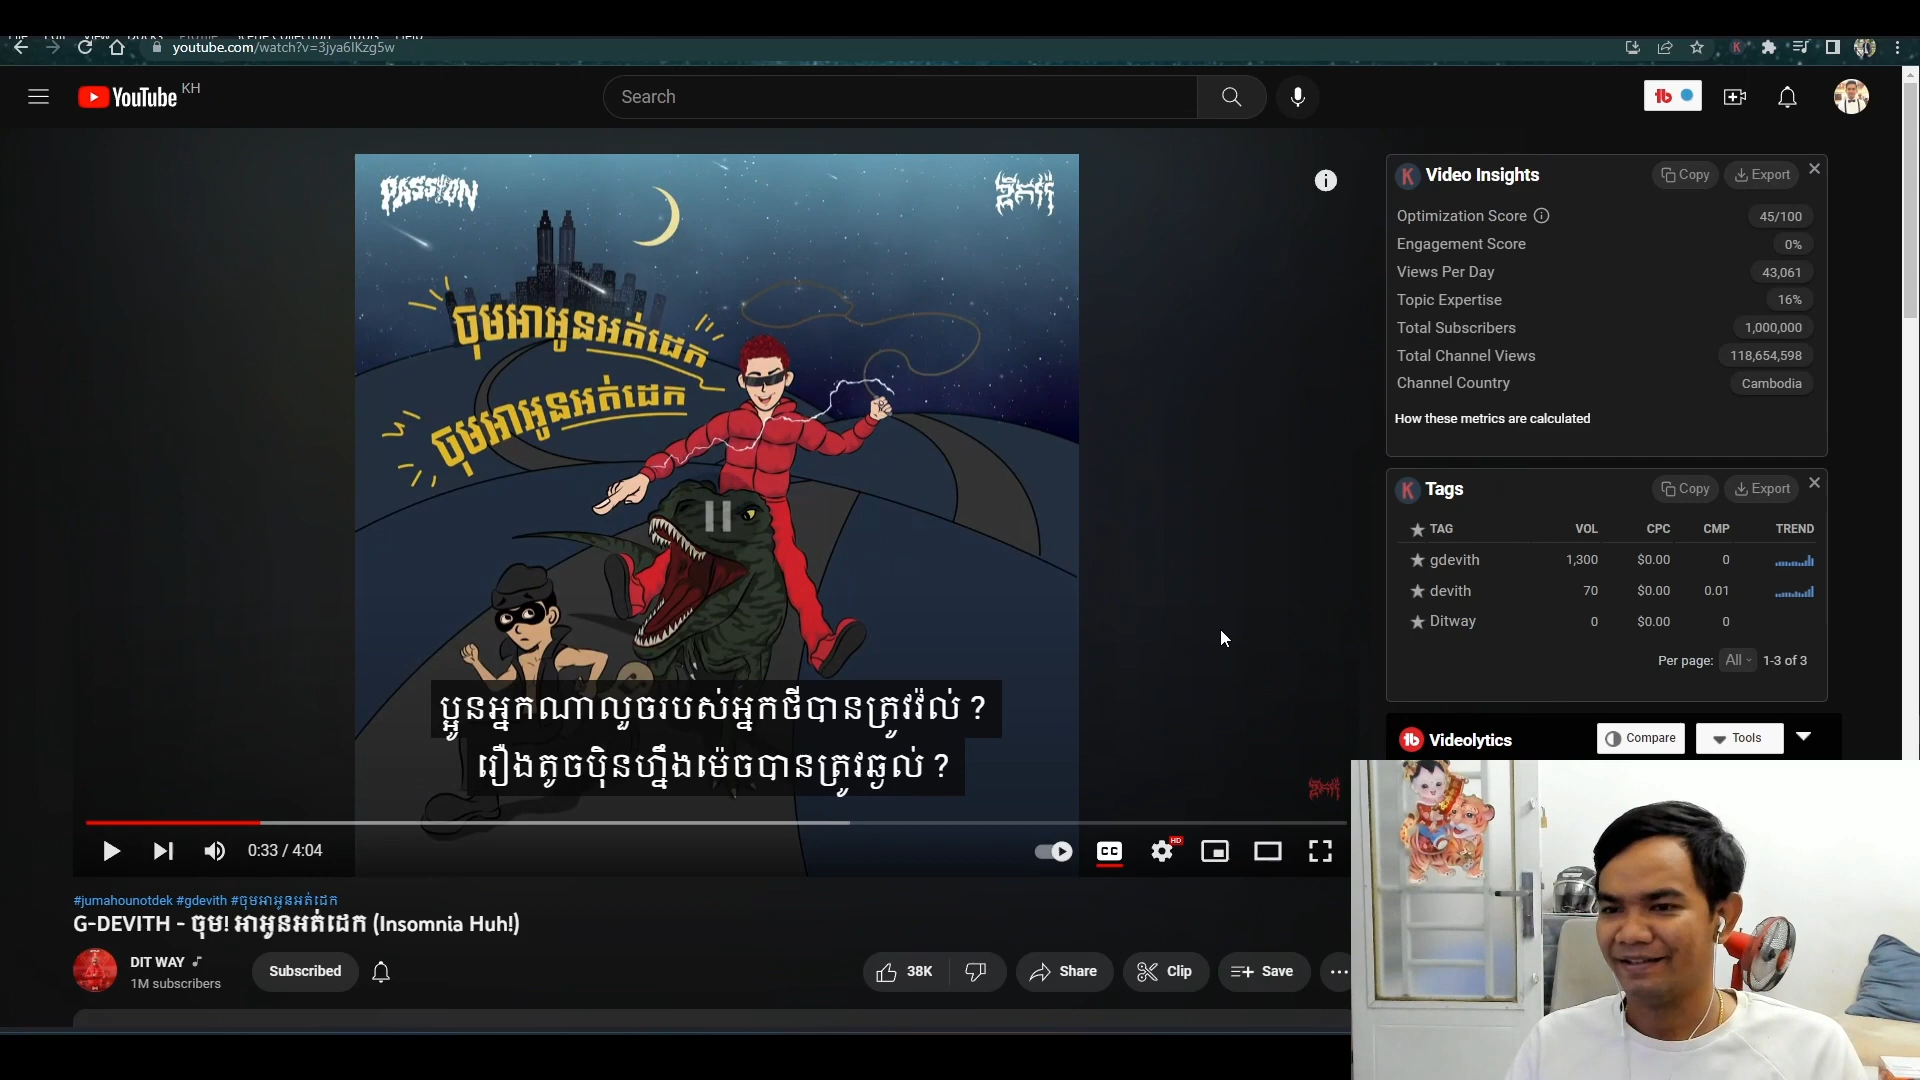 youtube.com/watch?v=3jya6lKzg5w
YouTube KH
Search
PASSION
ខ្លឹកអ៊ុំ
ចុមអាអូនអត់ដេក
ចុមអាអូនអត់ដេក
ប្អូនអ្នកណាលួចរបស់អ្នកថីបានត្រូវវ៉ល់ ?
រឿងតូចប៉ិនហ្នឹងម៉េចបានត្រូវឆ្ងល់ ?
0:33 / 4:04
CC
HD
#jumahounotdek #gdevith #ចុមអាអូនអត់ដេក
G-DEVITH - ចុម! អាអូនអត់ដេក (Insomnia Huh!)
DIT WAY
1M subscribers
Subscribed
38K
Share
Clip
Save
K Video Insights
Copy
Export
Optimization Score 45/100
Engagement Score 0%
Views Per Day 43,061
Topic Expertise 16%
Total Subscribers 1,000,000
Total Channel Views 118,654,598
Channel Country Cambodia
How these metrics are calculated
K Tags
Copy
Export
TAG VOL CPC CMP TREND
gdevith 1,300 $0.00 0
devith 70 $0.00 0.01
Ditway 0 $0.00 0
Per page: All 1-3 of 3
Videolytics
Compare
Tools